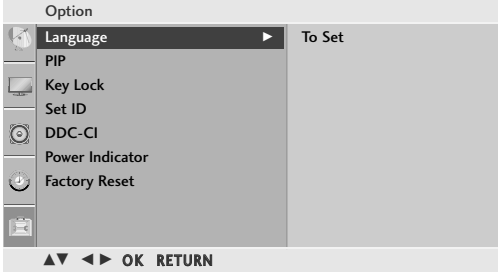 Option
Language ► To Set
PIP
Key Lock
Set ID
DDC-CI
Power Indicator
Factory Reset
▲▼ ◄ ► OK RETURN